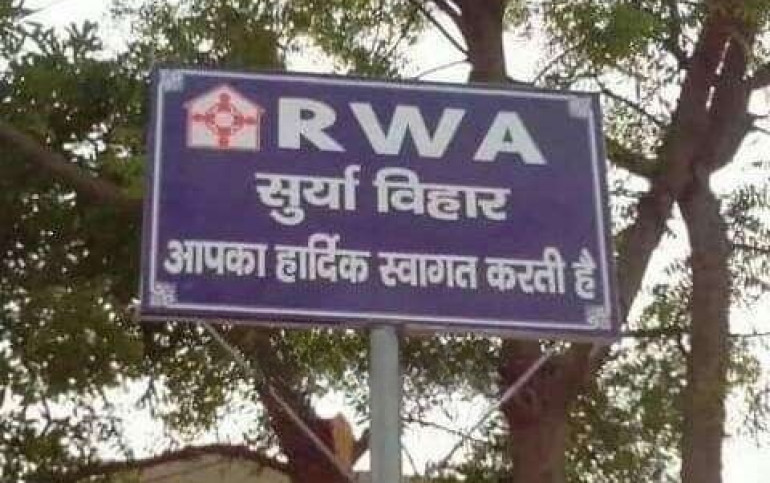 RWA
सुर्या विहार
आपका हार्दिक स्वागत करती है